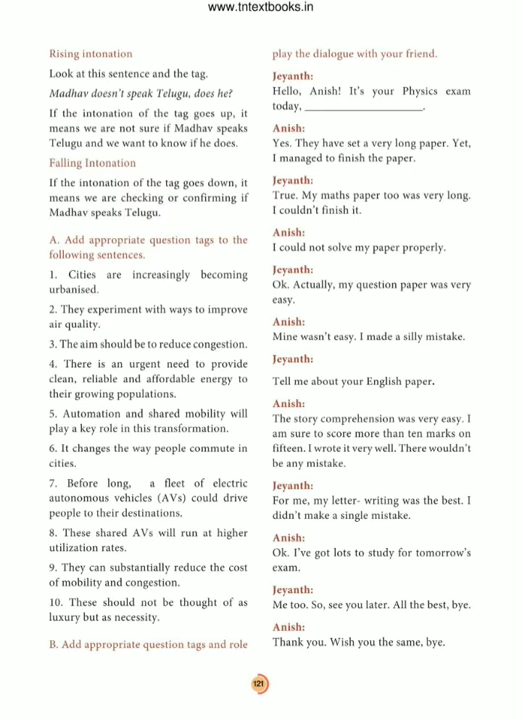 www.tntextbooks.in
Rising intonation
Look at this sentence and the tag.
Madhav doesn't speak Telugu, does he?
If the intonation of the tag goes up, it
means we are not sure if Madhav speaks
Telugu and we want to know if he does.
Falling Intonation
If the intonation of the tag goes down, it
means we are checking or confirming if
Madhav speaks Telugu.
A. Add appropriate question tags to the
following sentences.
1. Cities are increasingly becoming
urbanised.
2. They experiment with ways to improve
air quality.
3. The aim should be to reduce congestion.
4. There is an urgent need to provide
clean, reliable and affordable energy to
their growing populations.
5. Automation and shared mobility will
play a key role in this transformation.
6. It changes the way people commute in
cities.
7. Before long, a fleet of electric
autonomous vehicles (AVs) could drive
people to their destinations.
8. These shared AVs will run at higher
utilization rates.
9. They can substantially reduce the cost
of mobility and congestion.
10. These should not be thought of as
luxury but as necessity.
B. Add appropriate question tags and role
play the dialogue with your friend.
Jeyanth:
Hello, Anish! It's your Physics exam
today, ______________________.
Anish:
Yes. They have set a very long paper. Yet,
I managed to finish the paper.
Jeyanth:
True. My maths paper too was very long.
I couldn't finish it.
Anish:
I could not solve my paper properly.
Jeyanth:
Ok. Actually, my question paper was very
easy.
Anish:
Mine wasn't easy. I made a silly mistake.
Jeyanth:
Tell me about your English paper.
Anish:
The story comprehension was very easy. I
am sure to score more than ten marks on
fifteen. I wrote it very well. There wouldn't
be any mistake.
Jeyanth:
For me, my letter- writing was the best. I
didn't make a single mistake.
Anish:
Ok. I've got lots to study for tomorrow's
exam.
Jeyanth:
Me too. So, see you later. All the best, bye.
Anish:
Thank you. Wish you the same, bye.
121